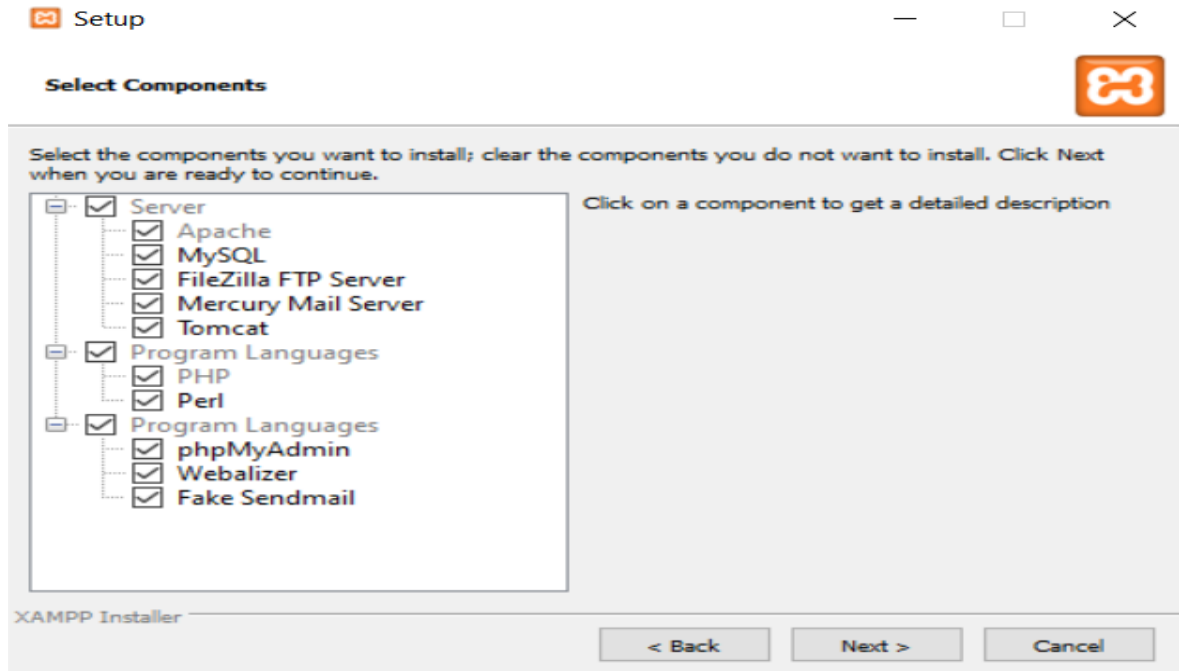 Setup
Select Components
Select the components you want to install; clear the components you do not want to install. Click Next
when you are ready to continue.
Server
Apache
MySQL
FileZilla FTP Server
Mercury Mail Server
Tomcat
Program Languages
PHP
Perl
Program Languages
phpMyAdmin
Webalizer
Fake Sendmail
Click on a component to get a detailed description
XAMPP Installer
< Back
Next >
Cancel